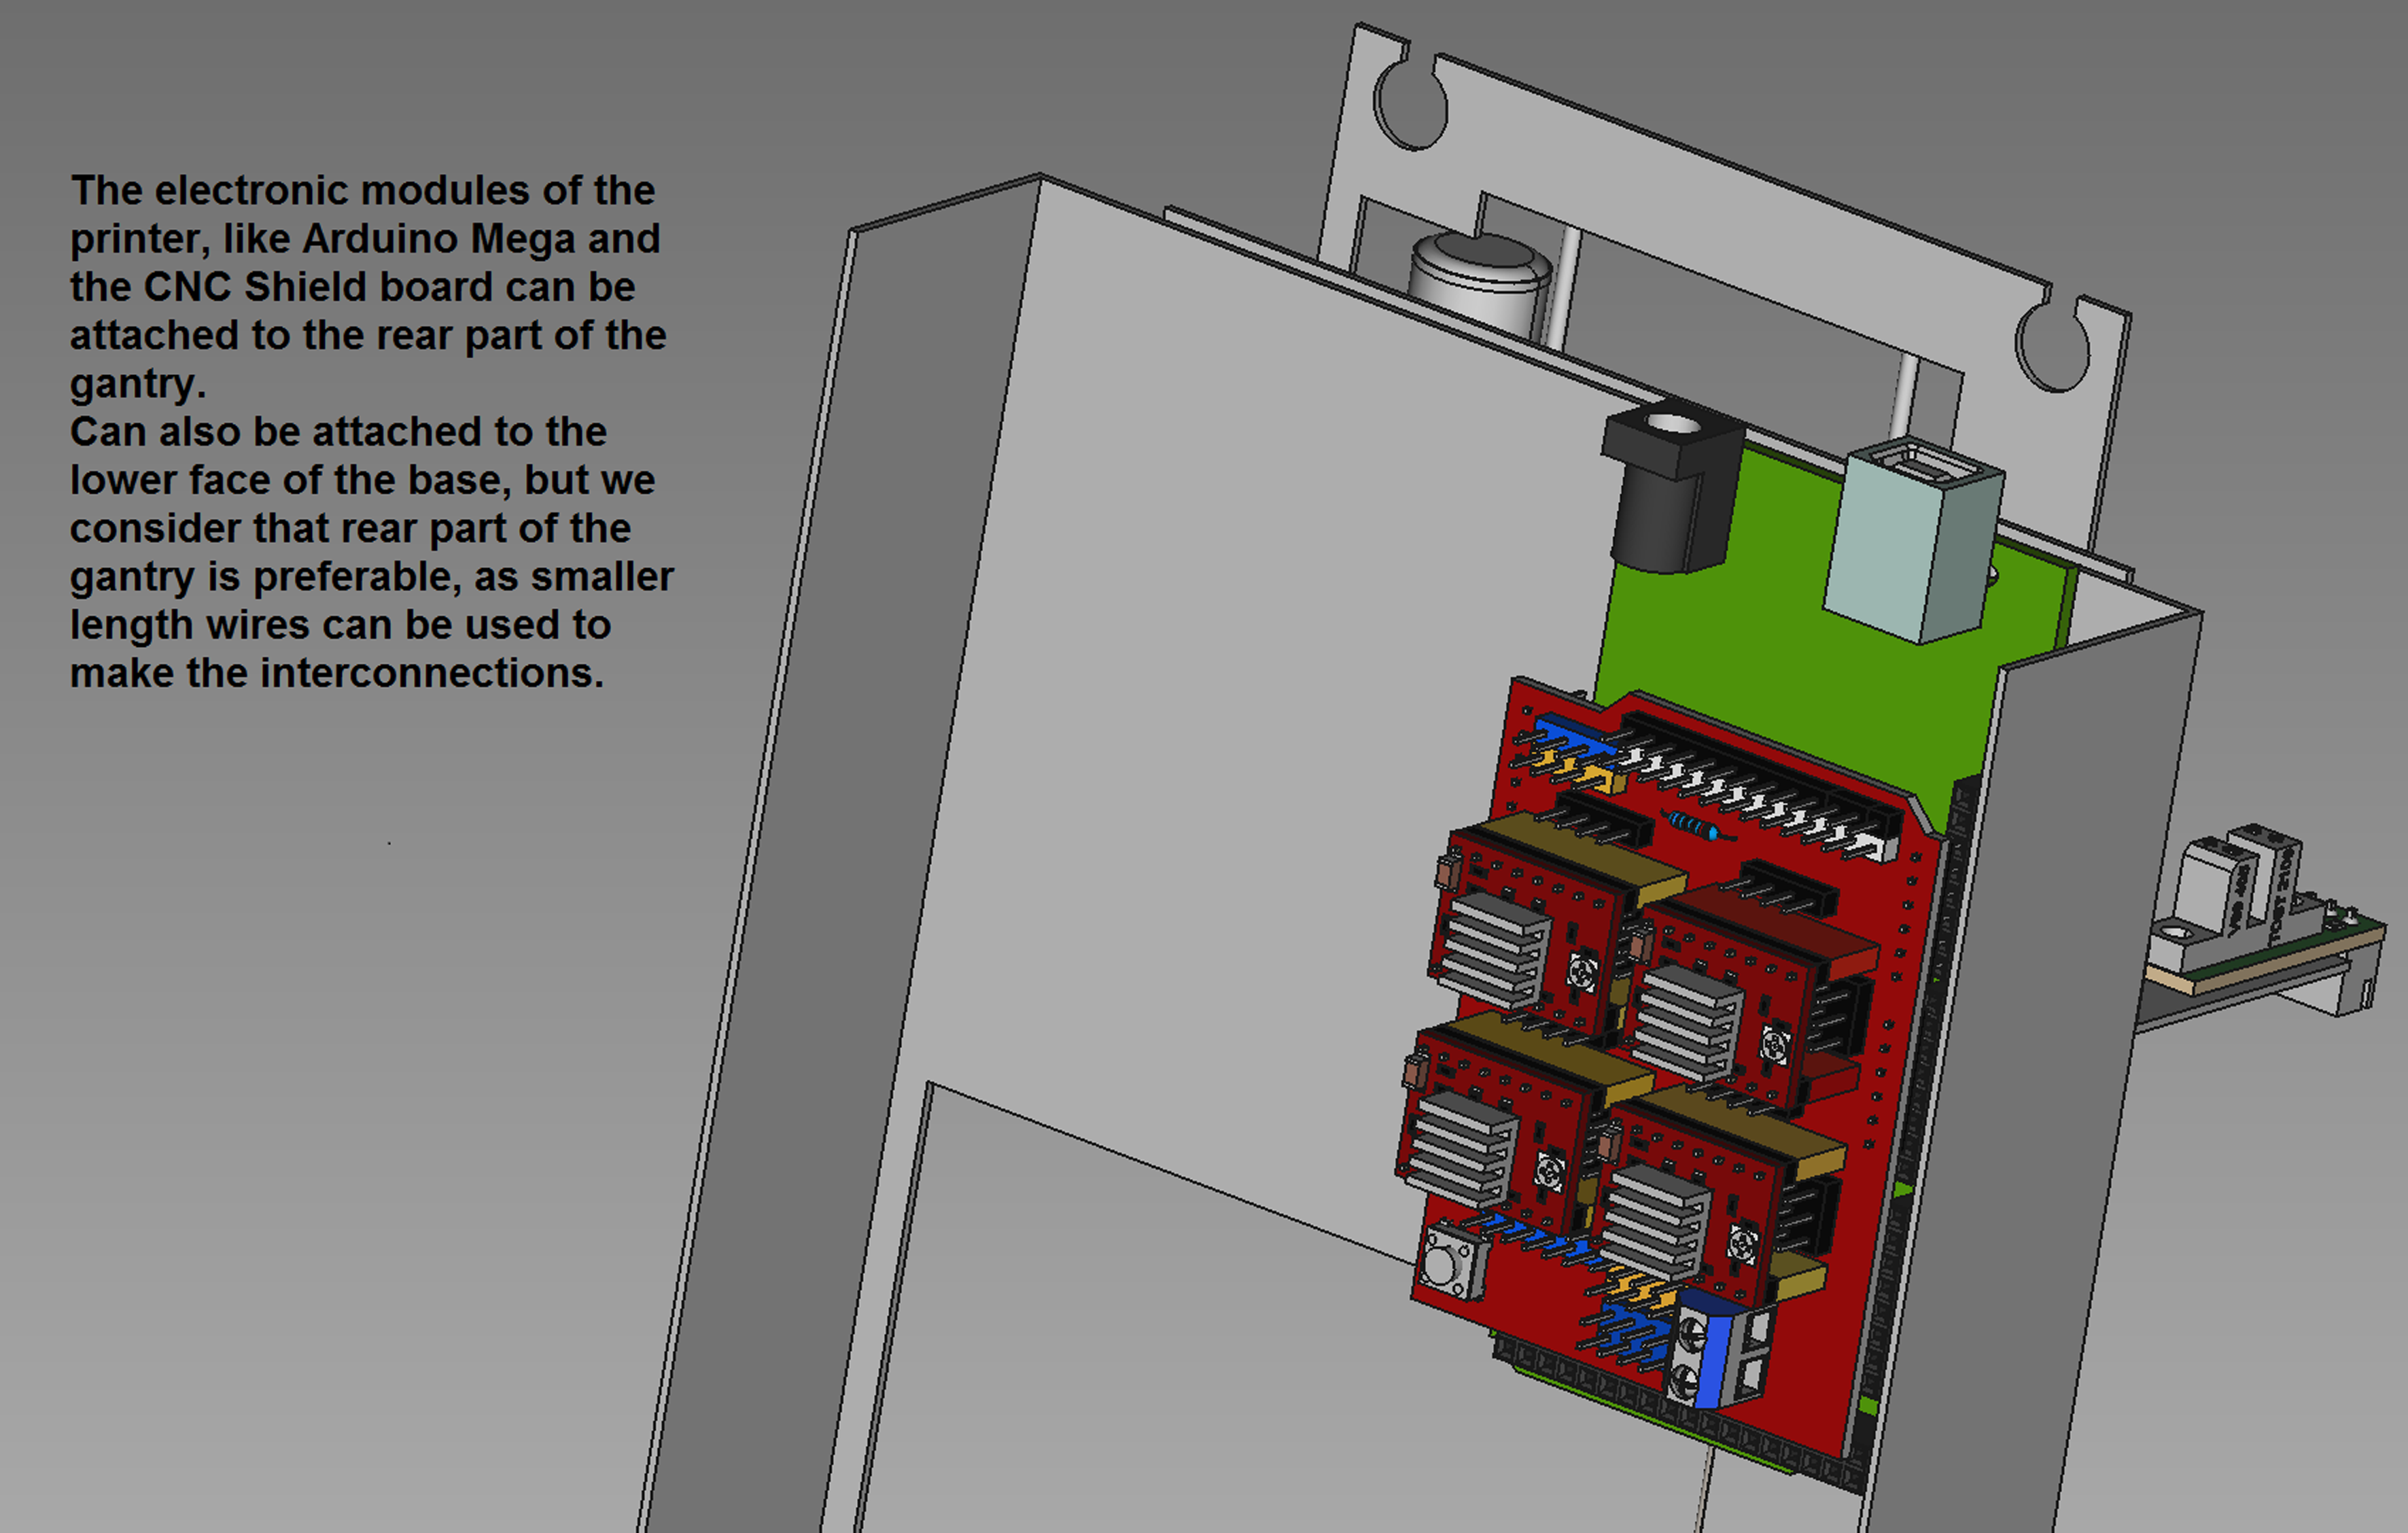 The electronic modules of the
printer, like Arduino Mega and
the CNC Shield board can be
attached to the rear part of the
gantry.
Can also be attached to the
lower face of the base, but we
consider that rear part of the
gantry is preferable, as smaller
length wires can be used to
make the interconnections.